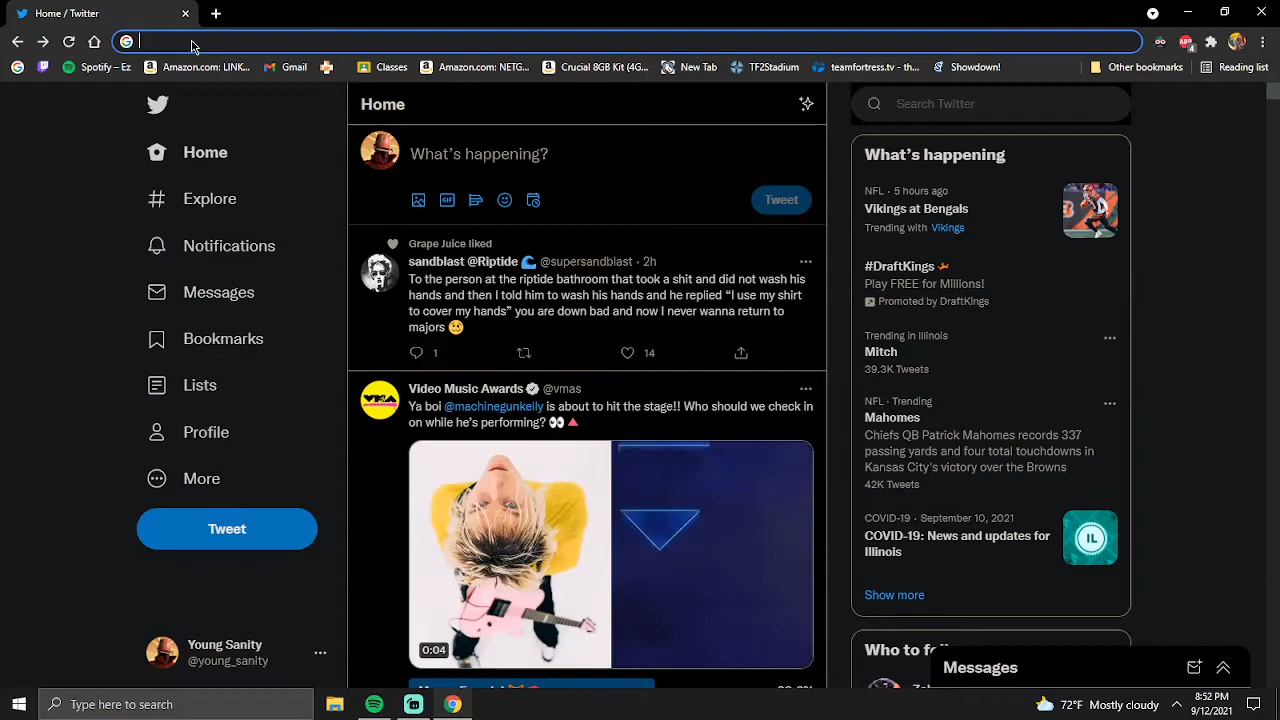 Home / Twitter
Spotify – Ez
Amazon.com: LINK...
Gmail
Classes
Amazon.com: NETG...
Crucial 8GB Kit (4G...
New Tab
TF2Stadium
teamfortress.tv - th...
Showdown!
Other bookmarks
Reading list
Home
Explore
Notifications
Messages
Bookmarks
Lists
Profile
More
Tweet
Young Sanity
@young_sanity
Home
What's happening?
GIF
Tweet
Grape Juice liked
sandblast @Riptide 🌊 @supersandblast · 2h
To the person at the riptide bathroom that took a shit and did not wash his
hands and then I told him to wash his hands and he replied “I use my shirt
to cover my hands” you are down bad and now I never wanna return to
majors 🥴
1
14
Video Music Awards @vmas
Ya boi @machinegunkelly is about to hit the stage!! Who should we check in
on while he's performing? 👀🔺
VMA
0:04
Search Twitter
What's happening
NFL · 5 hours ago
Vikings at Bengals
Trending with Vikings
#DraftKings
Play FREE for Millions!
Promoted by DraftKings
Trending in Illinois
Mitch
39.3K Tweets
NFL · Trending
Mahomes
Chiefs QB Patrick Mahomes records 337
passing yards and four total touchdowns in
Kansas City's victory over the Browns
42K Tweets
COVID-19 · September 10, 2021
COVID-19: News and updates for
Illinois
IL
Show more
Who to
Messages
Type here to search
72°F Mostly cloudy
8:52 PM
9/12/2021